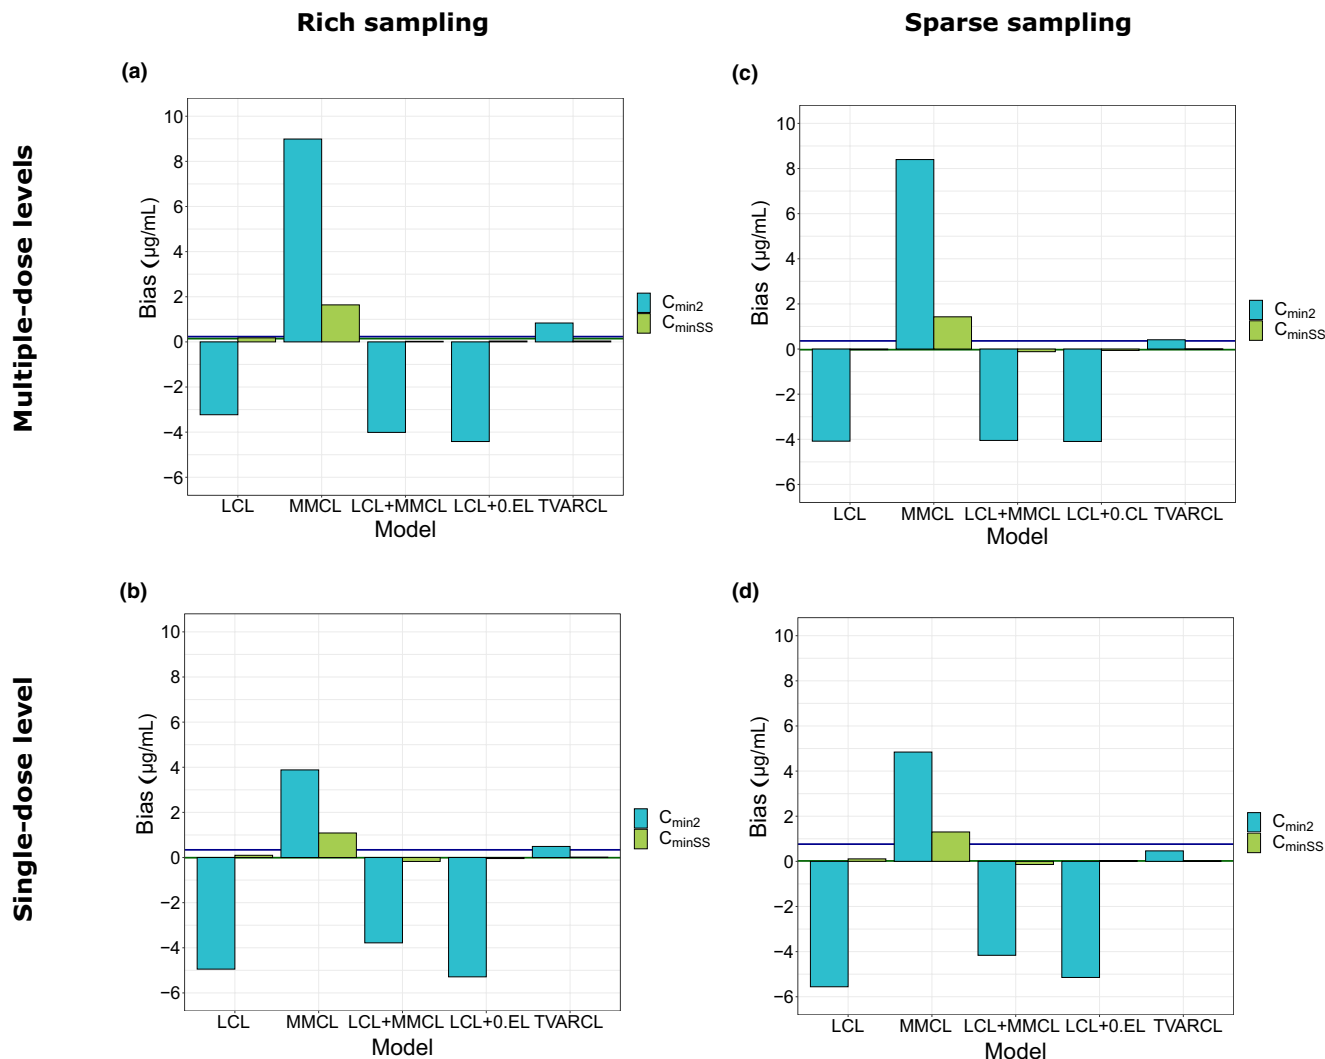 Rich sampling
Sparse sampling
Multiple-dose levels
Single-dose level
(a)
Bias (µg/mL)
10
8
6
4
2
0
−2
−4
−6
LCL MMCL LCL+MMCL LCL+0.EL TVARCL
Model
Cmin2
CminSS
(c)
Bias (µg/mL)
10
8
6
4
2
0
−2
−4
−6
LCL MMCL LCL+MMCL LCL+0.CL TVARCL
Model
Cmin2
CminSS
(b)
Bias (µg/mL)
10
8
6
4
2
0
−2
−4
−6
LCL MMCL LCL+MMCL LCL+0.EL TVARCL
Model
Cmin2
CminSS
(d)
Bias (µg/mL)
10
8
6
4
2
0
−2
−4
−6
LCL MMCL LCL+MMCL LCL+0.EL TVARCL
Model
Cmin2
CminSS